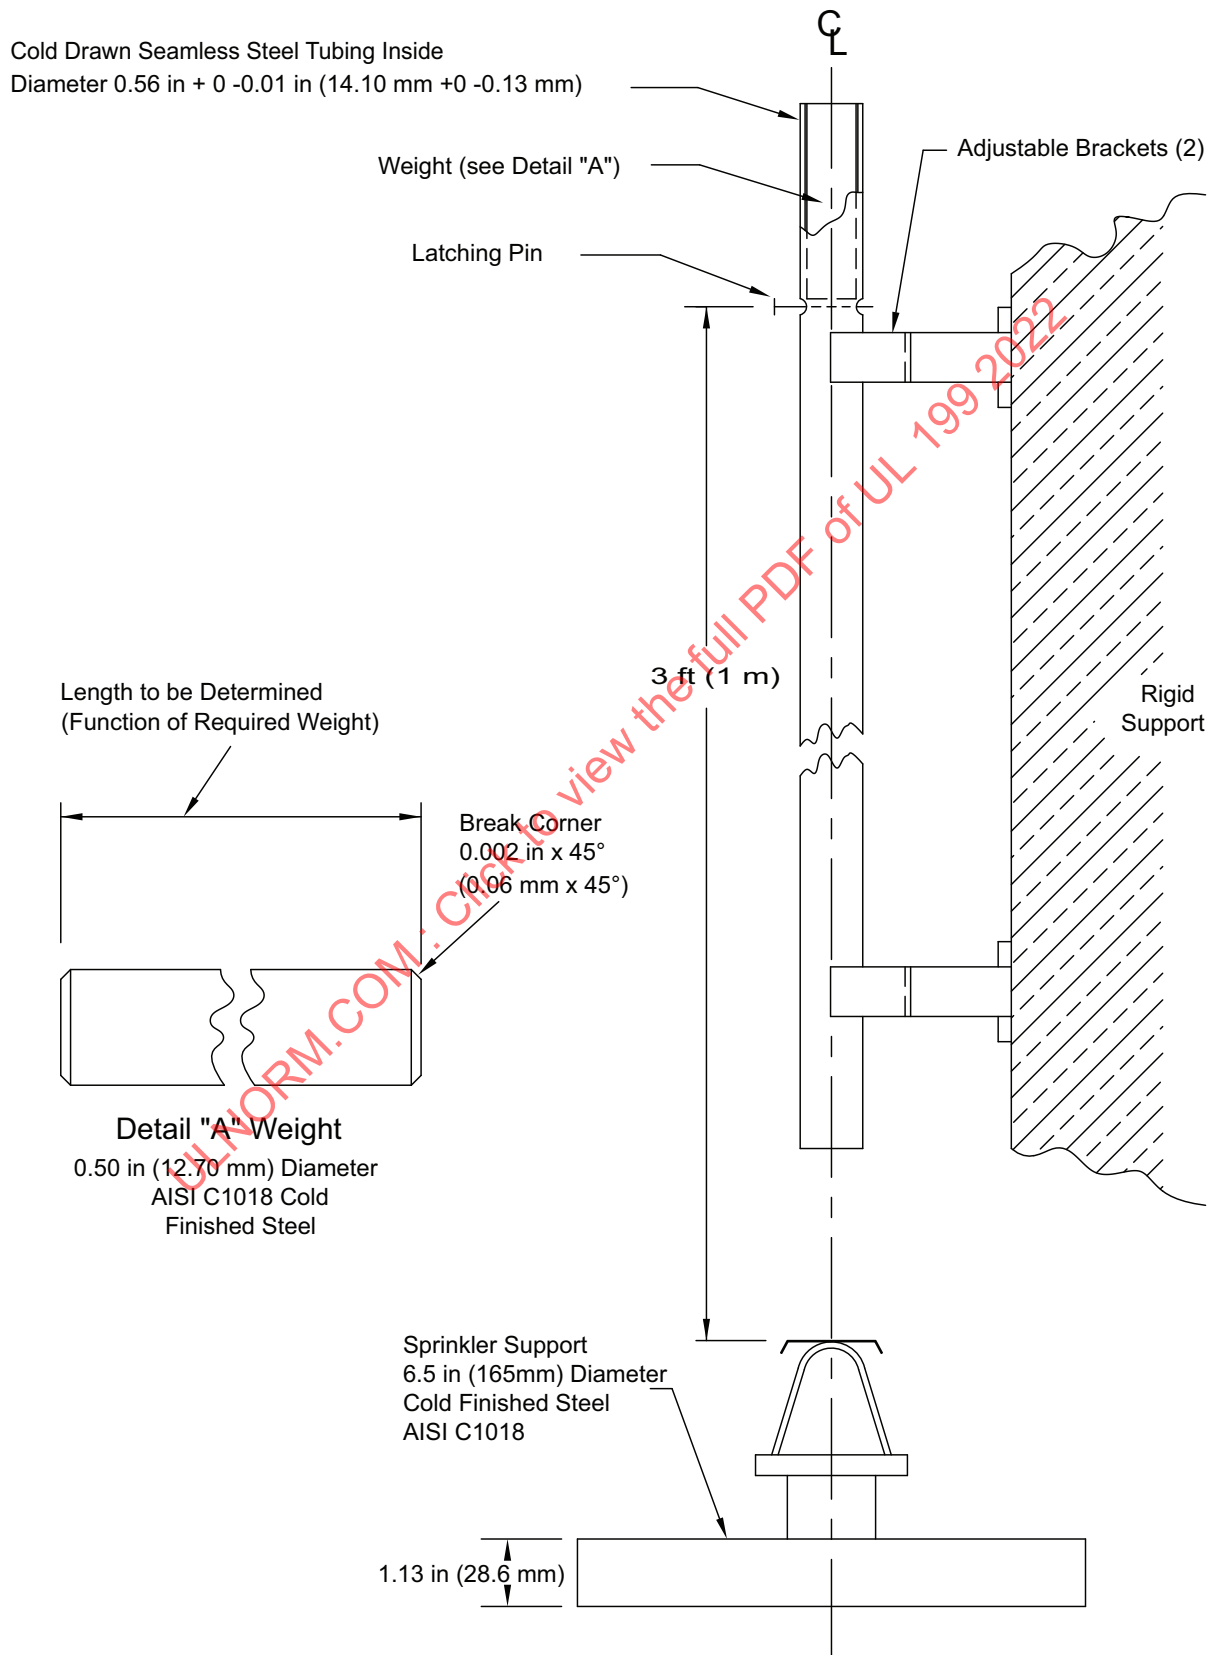 CL
Cold Drawn Seamless Steel Tubing Inside
Diameter 0.56 in + 0 -0.01 in (14.10 mm +0 -0.13 mm)
Adjustable Brackets (2)
Weight (see Detail "A")
Latching Pin
3 ft (1 m)
Rigid
Support
Length to be Determined
(Function of Required Weight)
Break Corner
0.002 in x 45°
(0.06 mm x 45°)
Detail "A" Weight
0.50 in (12.70 mm) Diameter
AISI C1018 Cold
Finished Steel
Sprinkler Support
6.5 in (165mm) Diameter
Cold Finished Steel
AISI C1018
1.13 in (28.6 mm)
ULNORM.COM : Click to view the full PDF of UL 199 2022